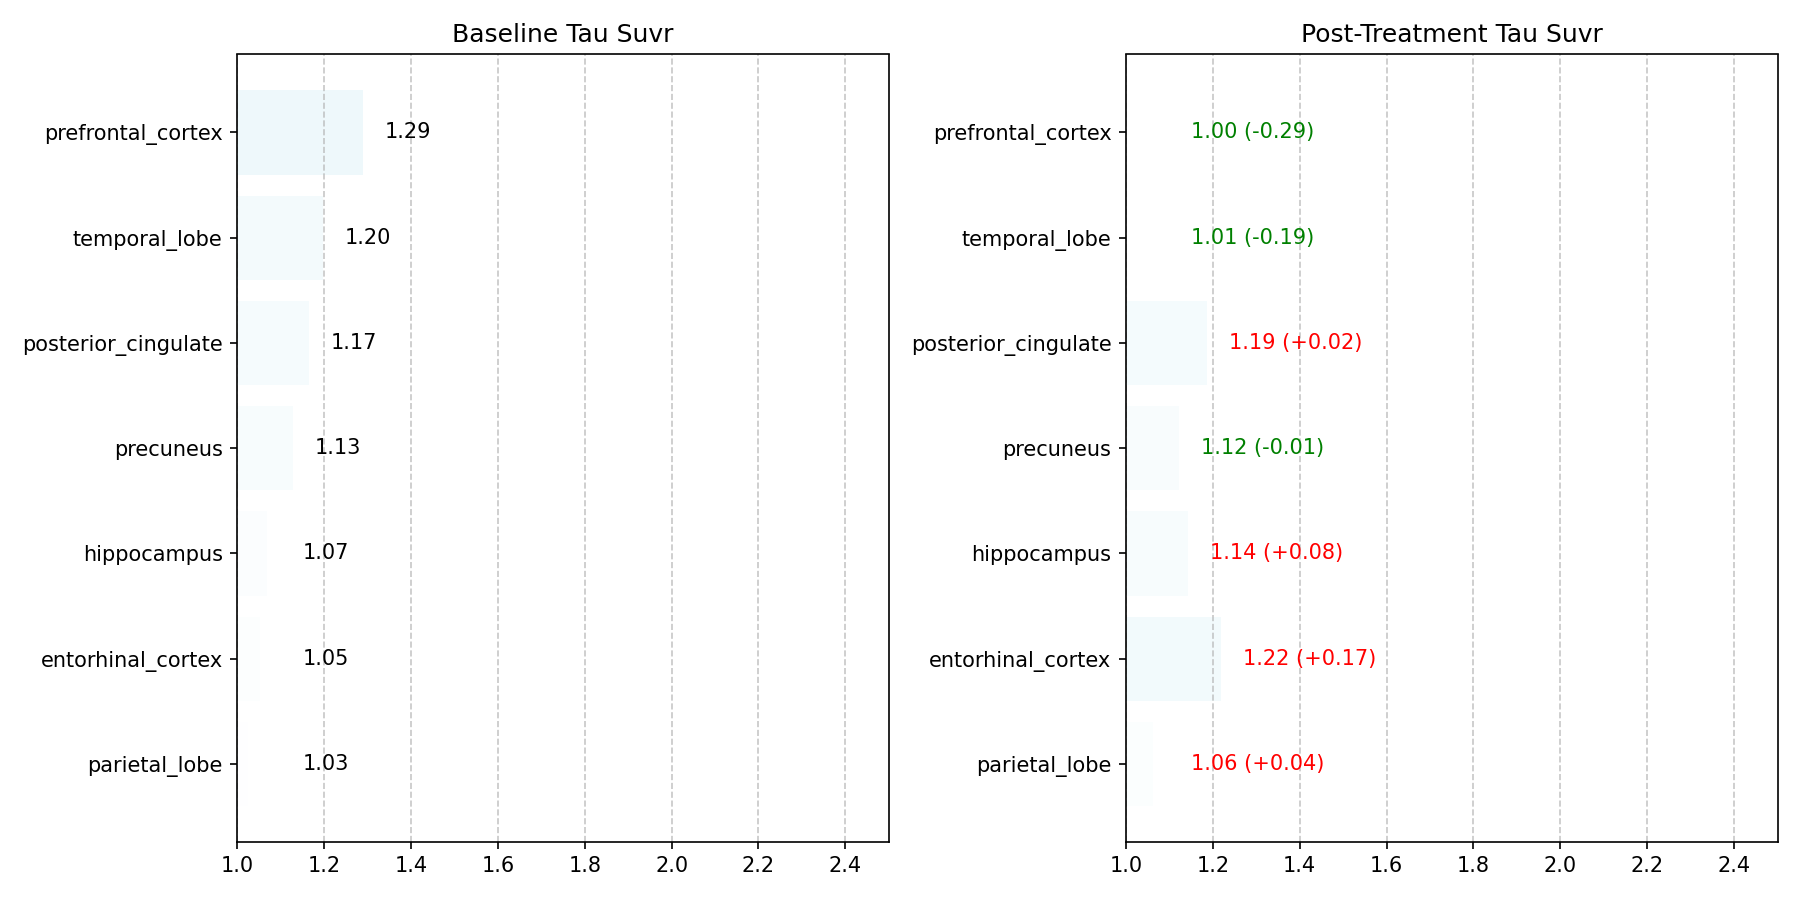 Baseline Tau Suvr
prefrontal_cortex 1.29
temporal_lobe 1.20
posterior_cingulate 1.17
precuneus 1.13
hippocampus 1.07
entorhinal_cortex 1.05
parietal_lobe 1.03
1.0 1.2 1.4 1.6 1.8 2.0 2.2 2.4
Post-Treatment Tau Suvr
prefrontal_cortex 1.00 (-0.29)
temporal_lobe 1.01 (-0.19)
posterior_cingulate 1.19 (+0.02)
precuneus 1.12 (-0.01)
hippocampus 1.14 (+0.08)
entorhinal_cortex 1.22 (+0.17)
parietal_lobe 1.06 (+0.04)
1.0 1.2 1.4 1.6 1.8 2.0 2.2 2.4